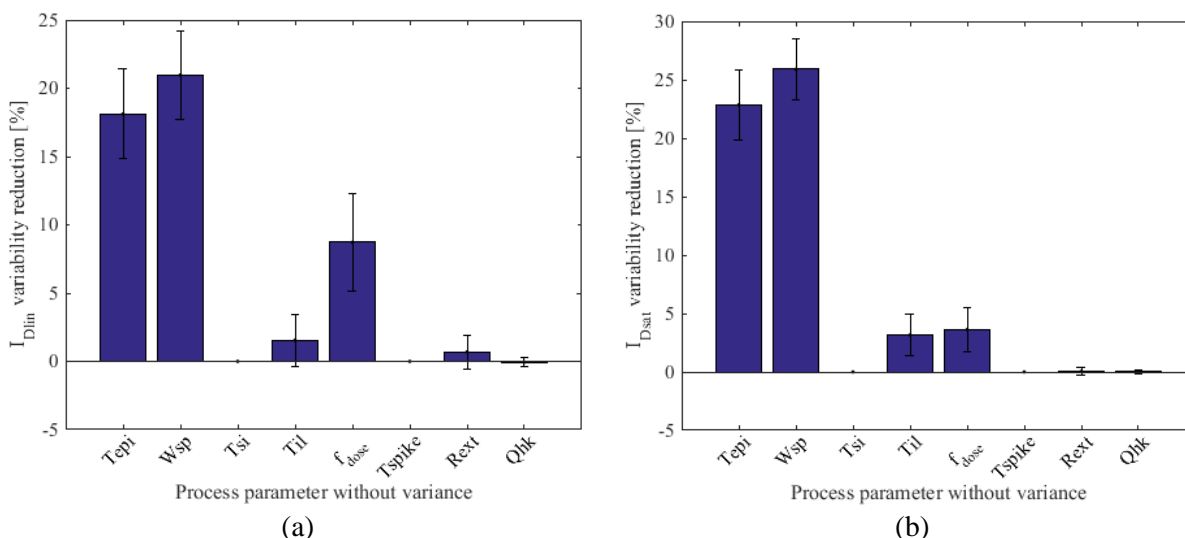 25
20
15
10
5
0
-5
I_Dlin variability reduction [%]
Tepi Wsp Tsi Til f_dose Tspike Rext Qhk
Process parameter without variance
(a)
30
25
20
15
10
5
0
-5
I_Dsat variability reduction [%]
Tepi Wsp Tsi Til f_dose Tspike Rext Qhk
Process parameter without variance
(b)